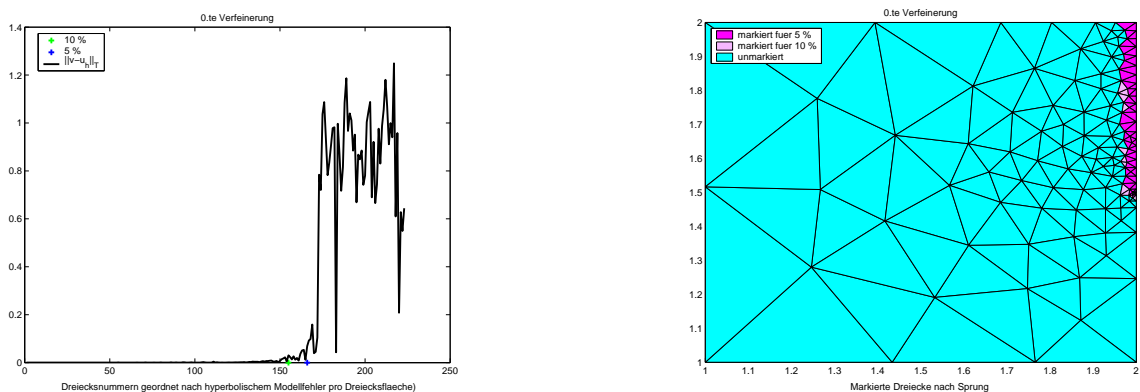 0.te Verfeinerung
1.4
1.2
1
0.8
0.6
0.4
0.2
0
10 %
5 %
||v−u_h||_T
0 50 100 150 200 250
Dreiecksnummern geordnet nach hyperbolischem Modellfehler pro Dreiecksflaeche)
0.te Verfeinerung
2
1.9
1.8
1.7
1.6
1.5
1.4
1.3
1.2
1.1
1
markiert fuer 5 %
markiert fuer 10 %
unmarkiert
1 1.1 1.2 1.3 1.4 1.5 1.6 1.7 1.8 1.9 2
Markierte Dreiecke nach Sprung